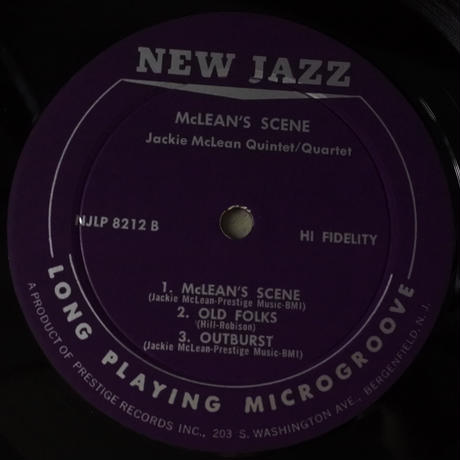 NEW JAZZ
McLEAN'S SCENE
Jackie McLean Quintet/Quartet
NJLP 8212 B
HI FIDELITY
1. McLEAN'S SCENE
(Jackie McLean-Prestige Music-BMI)
2. OLD FOLKS
(Hill-Robison)
3. OUTBURST
(Jackie McLean-Prestige Music-BMI)
LONG PLAYING MICROGROOVE
A PRODUCT OF PRESTIGE RECORDS INC., 203 S. WASHINGTON AVE., BERGENFIELD, N. J.